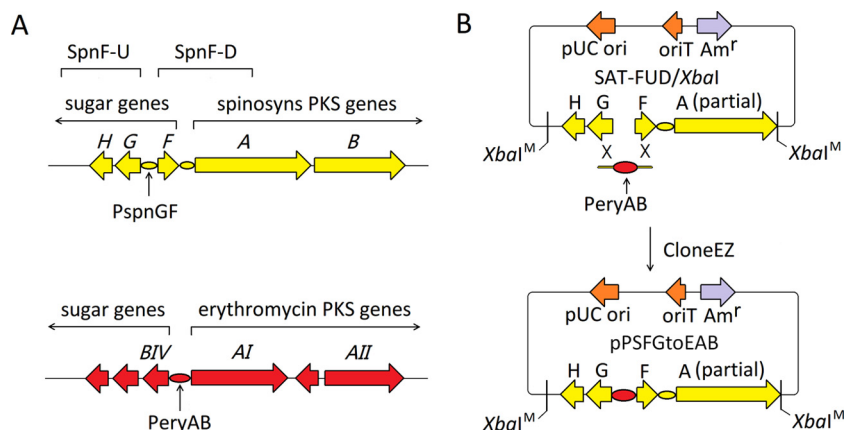 A
SpnF-U SpnF-D
sugar genes spinosyns PKS genes
H G F A B
PspnGF
sugar genes erythromycin PKS genes
BIV AI AII
PeryAB
B
pUC ori oriT Amr
SAT-FUD/XbaI
H G F A (partial)
X X
XbaIM XbaIM
PeryAB
CloneEZ
pUC ori oriT Amr
pPSFGtoEAB
H G F A (partial)
XbaIM XbaIM